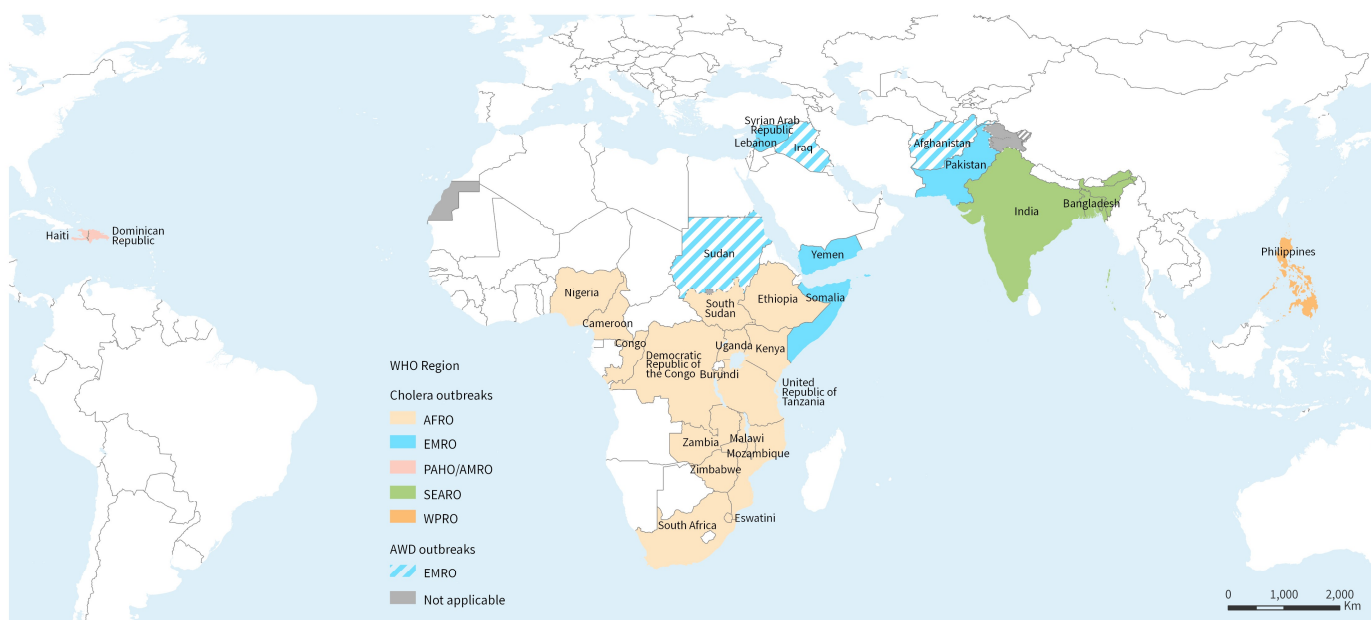 Syrian Arab
Republic
Lebanon
Iraq
Afghanistan
Pakistan
India
Bangladesh
Haiti
Dominican
Republic
Sudan
Yemen
Philippines
Nigeria
South
Sudan
Ethiopia
Somalia
Cameroon
Congo
Democratic
Republic of
the Congo
Uganda
Kenya
Burundi
United
Republic of
Tanzania
Zambia
Malawi
Mozambique
Zimbabwe
South Africa
Eswatini
WHO Region
Cholera outbreaks
AFRO
EMRO
PAHO/AMRO
SEARO
WPRO
AWD outbreaks
EMRO
Not applicable
0 1,000 2,000
Km